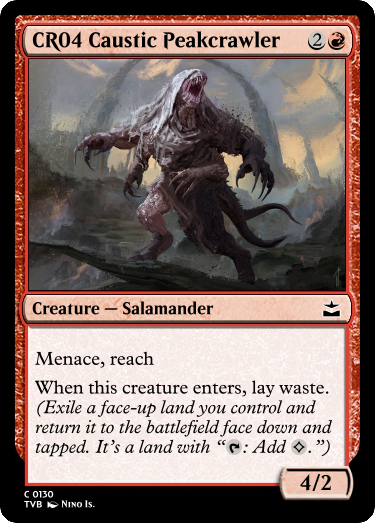 CR04 Caustic Peakcrawler 2
Creature — Salamander
Menace, reach
When this creature enters, lay waste.
(Exile a face-up land you control and
return it to the battlefield face down and
tapped. It's a land with “: Add .”)
4/2
C 0130
TVB Nino Is.